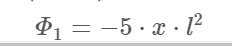 Φ₁ = −5 · x · l²